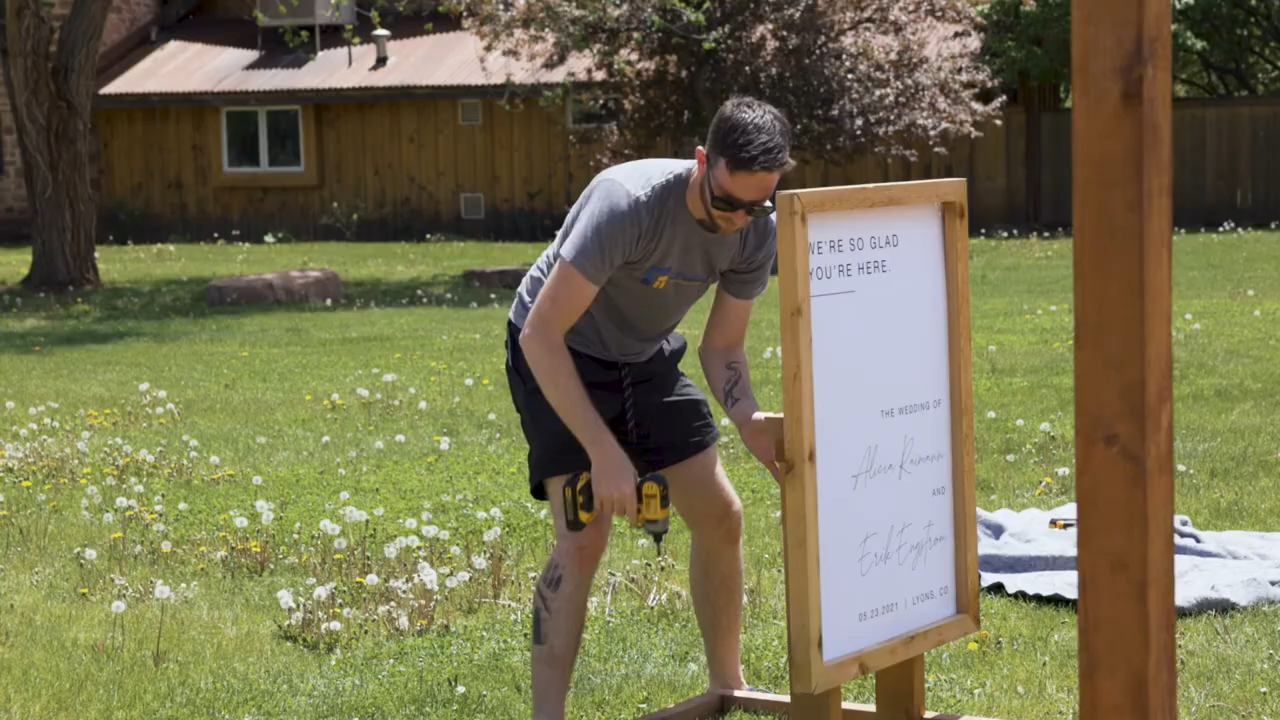 WE'RE SO GLAD
YOU'RE HERE.
THE WEDDING OF
Alicia Raimann
AND
Erik Engstrom
05.23.2021 | LYONS, CO